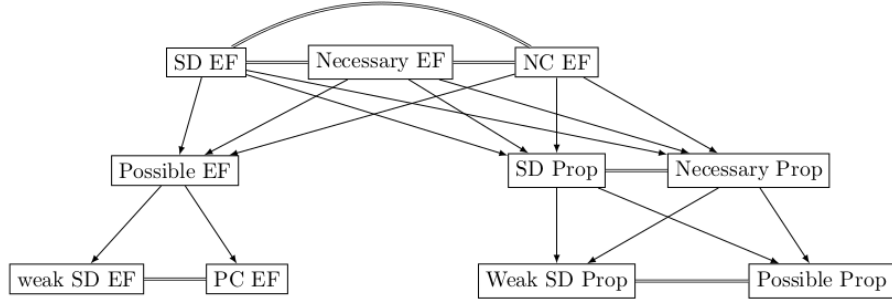 SD EF
Necessary EF
NC EF
Possible EF
SD Prop
Necessary Prop
weak SD EF
PC EF
Weak SD Prop
Possible Prop